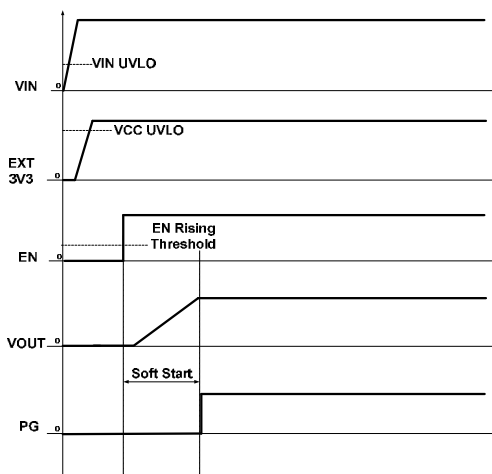 VIN UVLO
VIN
0
VCC UVLO
EXT
3V3
0
EN Rising
Threshold
EN
0
VOUT
0
Soft Start
PG
0